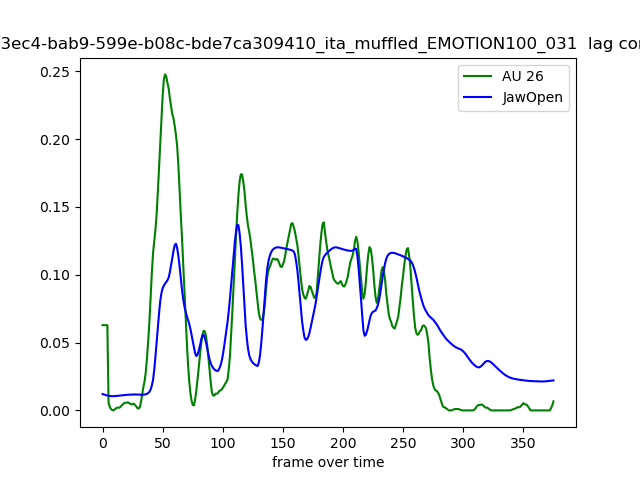 3ec4-bab9-599e-b08c-bde7ca309410_ita_muffled_EMOTION100_031 lag
AU 26
JawOpen
0.25
0.20
0.15
0.10
0.05
0.00
0 50 100 150 200 250 300 350
frame over time